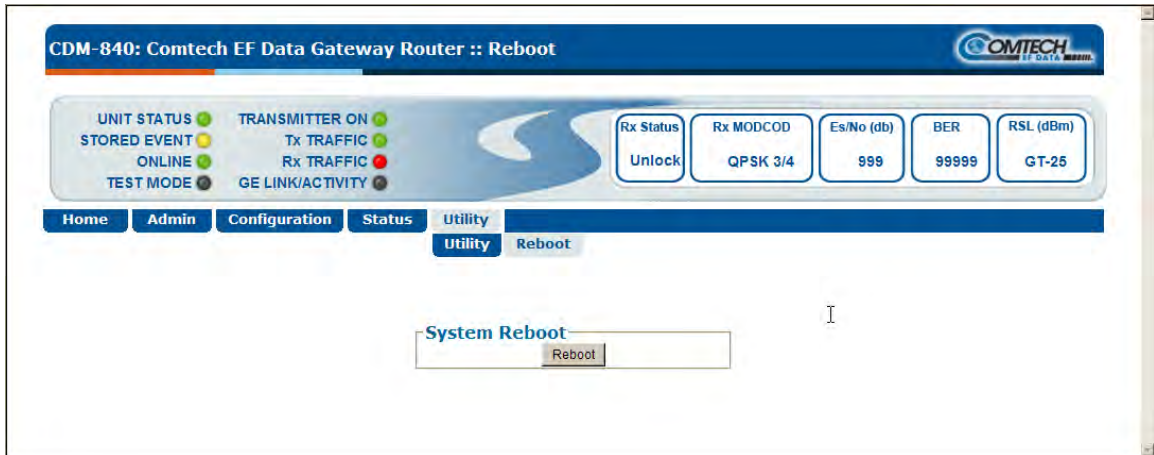 CDM-840: Comtech EF Data Gateway Router :: Reboot
COMTECH
EF DATA
UNIT STATUS TRANSMITTER ON
STORED EVENT Tx TRAFFIC
ONLINE Rx TRAFFIC
TEST MODE GE LINK/ACTIVITY
Rx Status Rx MODCOD Es/No (db) BER RSL (dBm)
Unlock QPSK 3/4 999 99999 GT-25
Home Admin Configuration Status Utility
Utility Reboot
System Reboot
Reboot